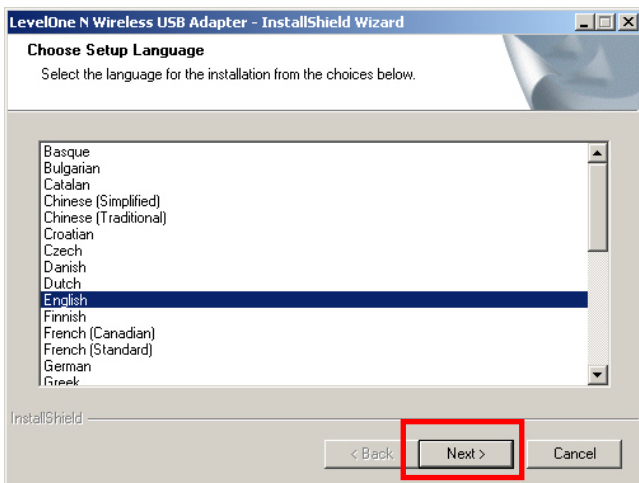 LevelOne N Wireless USB Adapter - InstallShield Wizard
Choose Setup Language
Select the language for the installation from the choices below.
Basque
Bulgarian
Catalan
Chinese (Simplified)
Chinese (Traditional)
Croatian
Czech
Danish
Dutch
English
Finnish
French (Canadian)
French (Standard)
German
Greek
InstallShield
< Back
Next >
Cancel